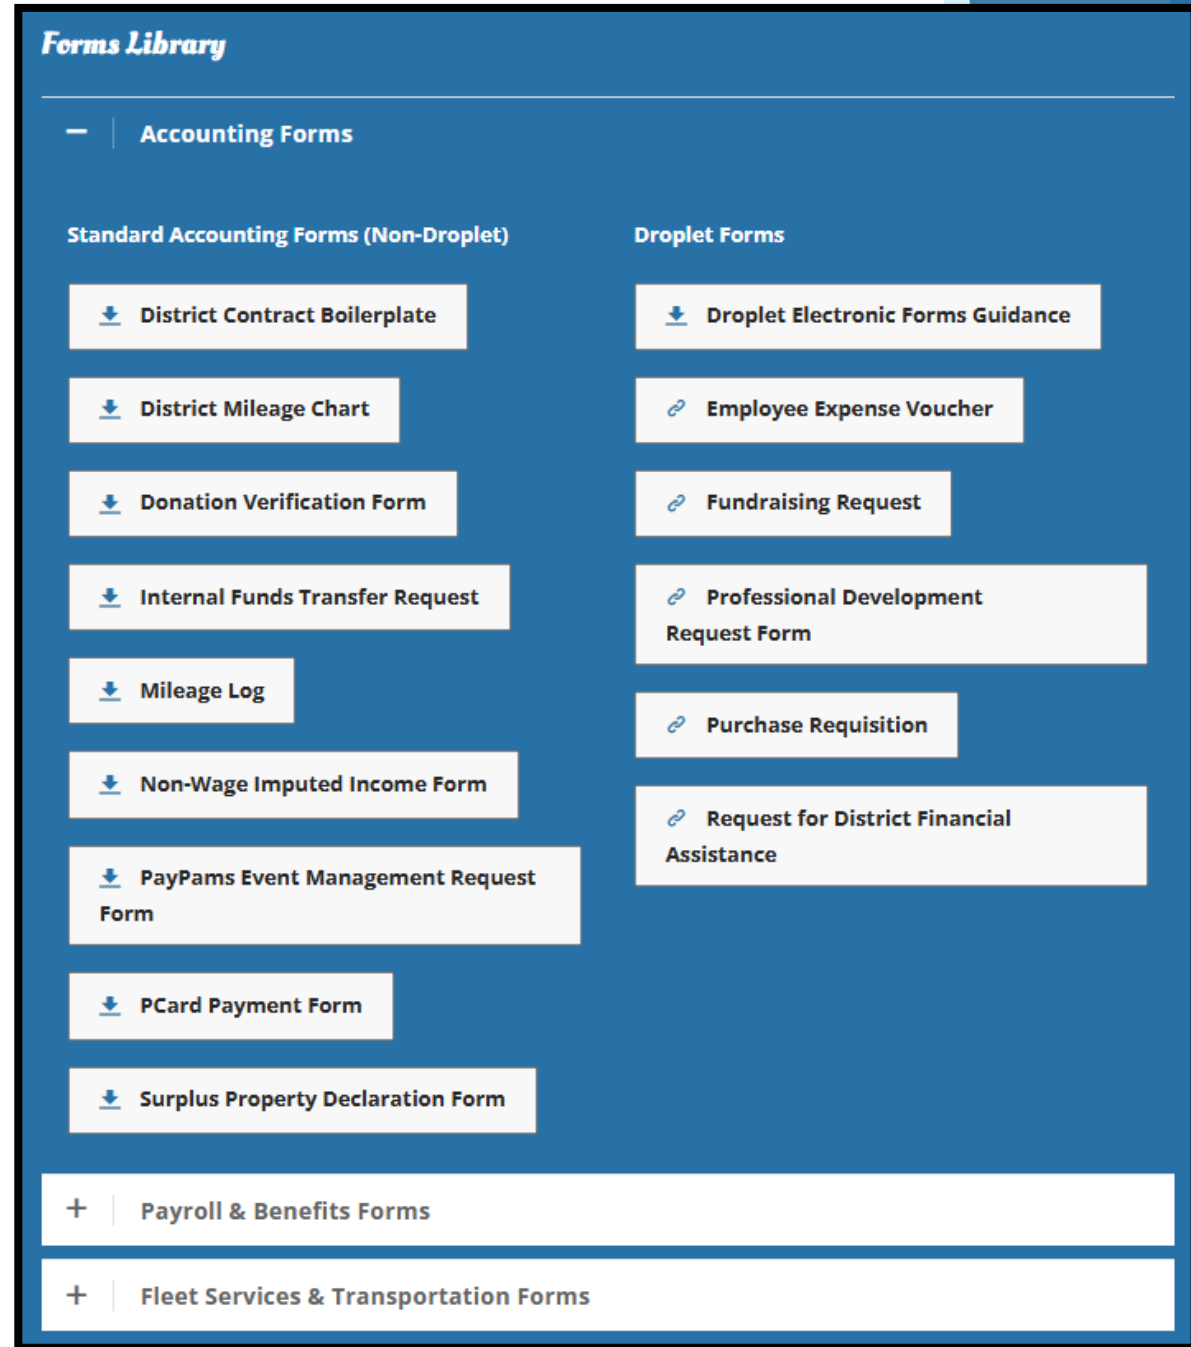 Forms Library
Accounting Forms
Standard Accounting Forms (Non-Droplet)
District Contract Boilerplate
District Mileage Chart
Donation Verification Form
Internal Funds Transfer Request
Mileage Log
Non-Wage Imputed Income Form
PayPams Event Management Request
Form
PCard Payment Form
Surplus Property Declaration Form
Droplet Forms
Droplet Electronic Forms Guidance
Employee Expense Voucher
Fundraising Request
Professional Development
Request Form
Purchase Requisition
Request for District Financial
Assistance
Payroll & Benefits Forms
Fleet Services & Transportation Forms